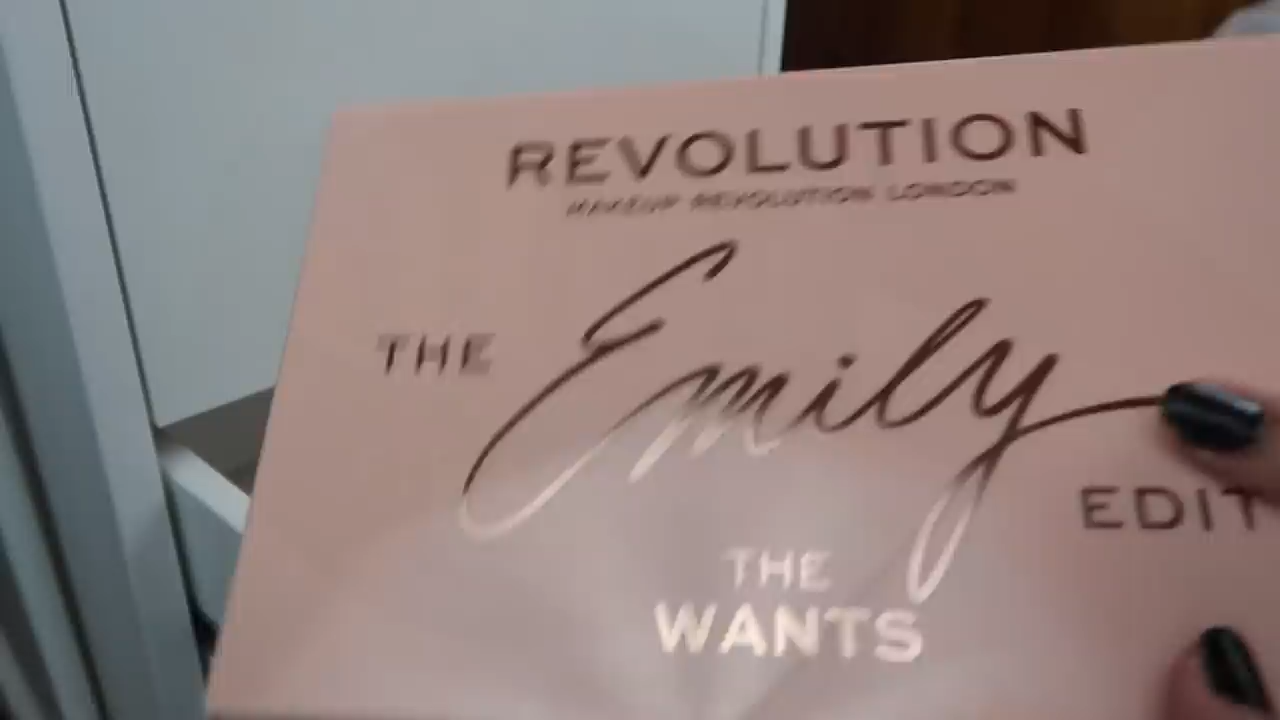 REVOLUTION
MAKEUP REVOLUTION LONDON
THE Emily EDIT
THE
WANTS